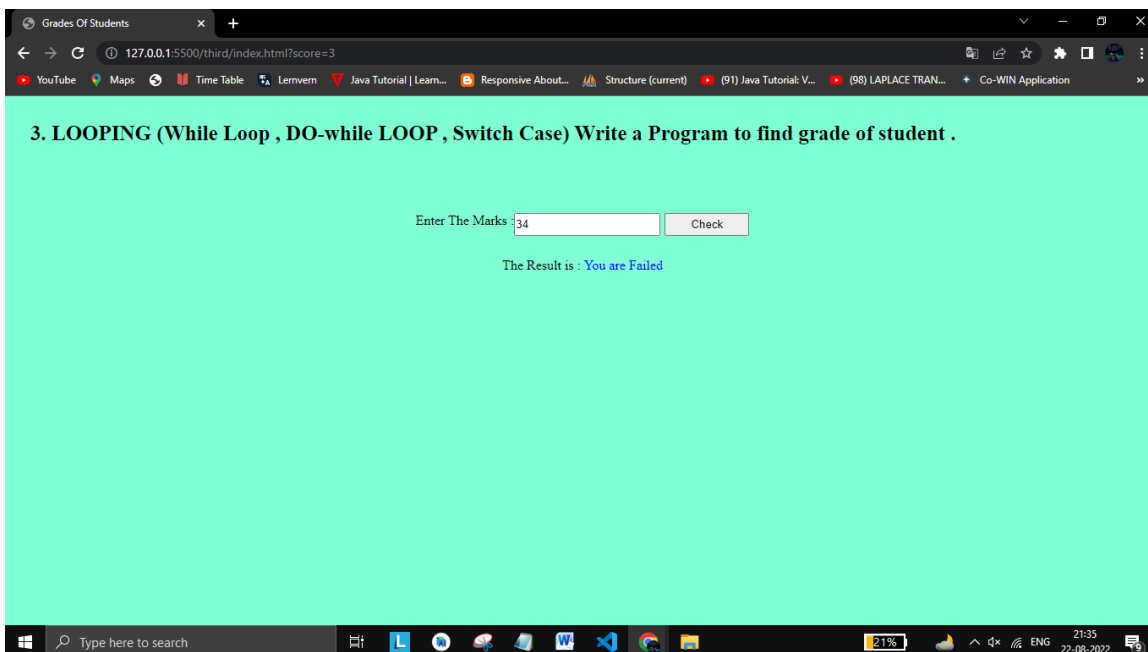 Grades Of Students
127.0.0.1:5500/third/index.html?score=3
YouTube Maps Time Table Lernvern Java Tutorial | Learn... Responsive About... Structure (current) (91) Java Tutorial: V... (98) LAPLACE TRAN... Co-WIN Application »
3. LOOPING (While Loop , DO-while LOOP , Switch Case) Write a Program to find grade of student .
Enter The Marks : 34 Check
The Result is : You are Failed
Type here to search L W 21% ENG 21:35
22-08-2022